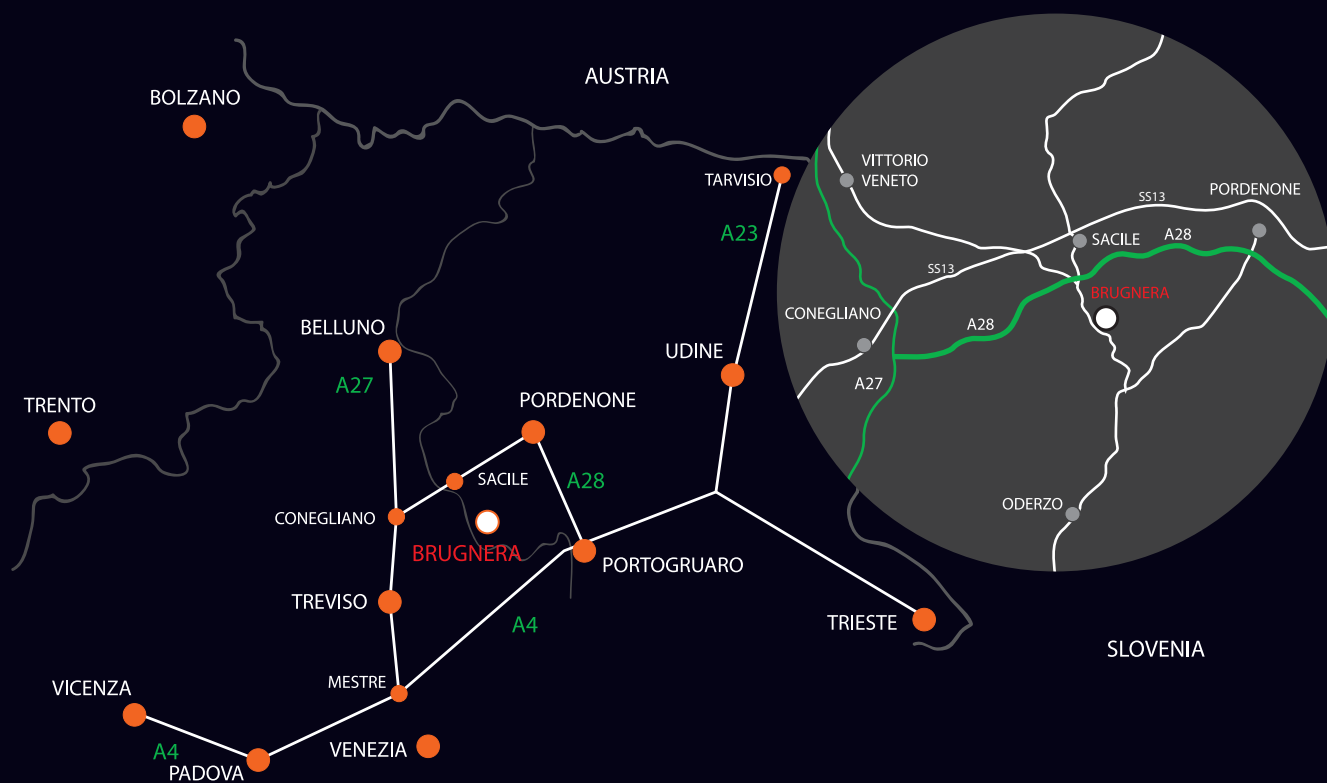 AUSTRIA
BOLZANO
TARVISIO
A23
BELLUNO
A27
UDINE
TRENTO
PORDENONE
SACILE
A28
CONEGLIANO
BRUGNERA
PORTOGRUARO
TREVISO
A4
TRIESTE
SLOVENIA
MESTRE
VICENZA
A4
VENEZIA
PADOVA
VITTORIO
VENETO
PORDENONE
SS13
SACILE
A28
SS13
BRUGNERA
CONEGLIANO
A28
A27
ODERZO